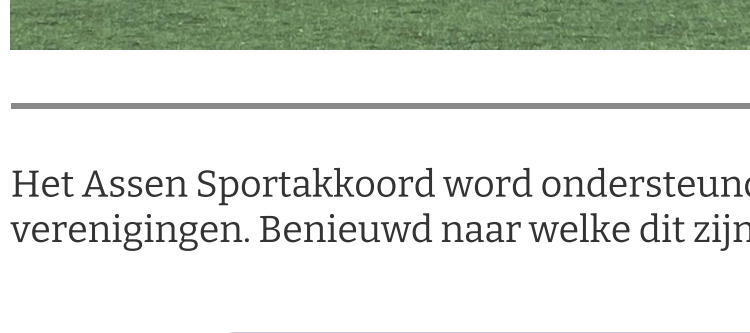 Het Assen Sportakkoord word ondersteund
verenigingen. Benieuwd naar welke dit zijn